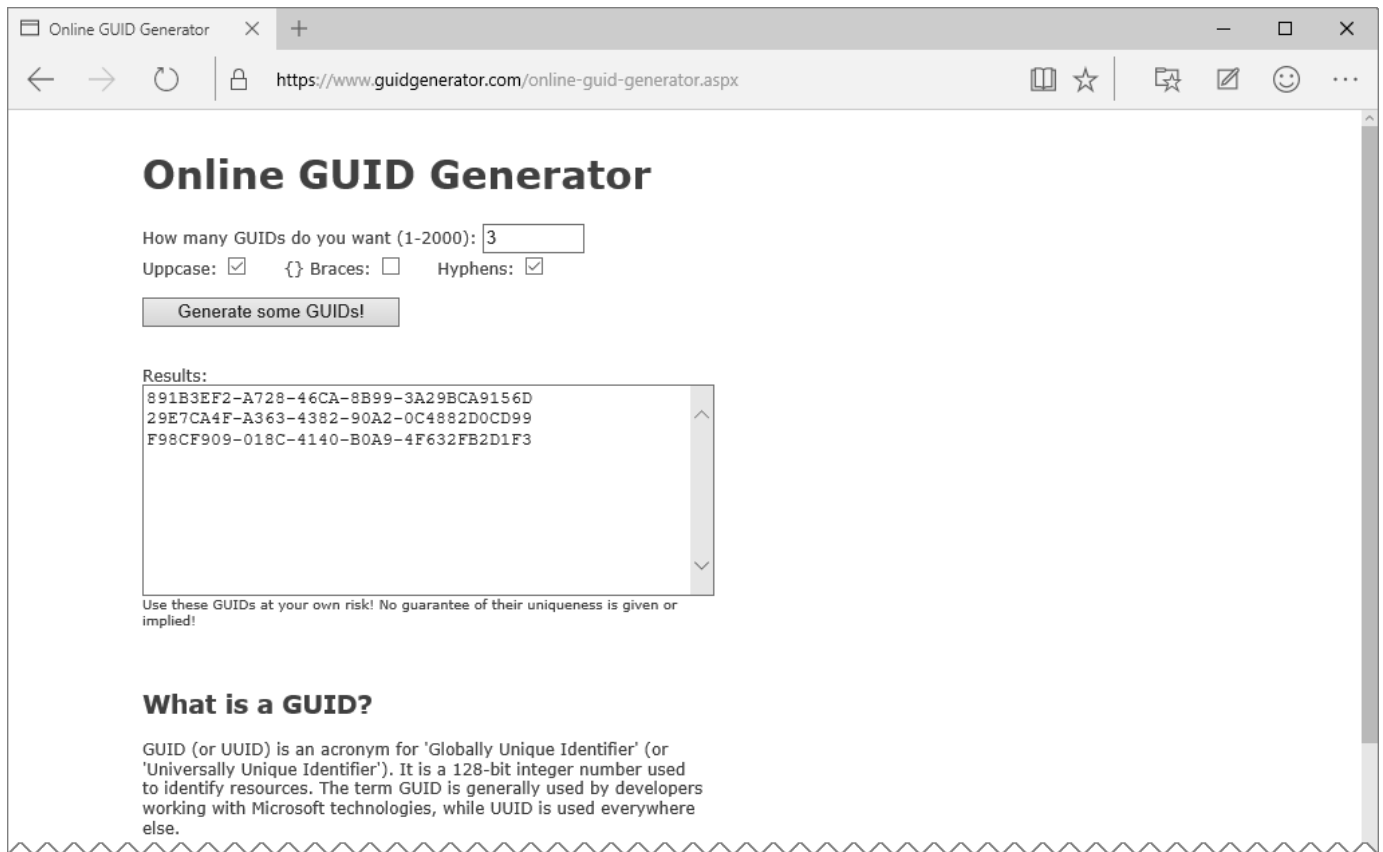 Online GUID Generator
https://www.guidgenerator.com/online-guid-generator.aspx
Online GUID Generator
How many GUIDs do you want (1-2000): 3
Uppcase: {} Braces: Hyphens:
Generate some GUIDs!
Results:
891B3EF2-A728-46CA-8B99-3A29BCA9156D
29E7CA4F-A363-4382-90A2-0C4882D0CD99
F98CF909-018C-4140-B0A9-4F632FB2D1F3
Use these GUIDs at your own risk! No guarantee of their uniqueness is given or
implied!
What is a GUID?
GUID (or UUID) is an acronym for 'Globally Unique Identifier' (or
'Universally Unique Identifier'). It is a 128-bit integer number used
to identify resources. The term GUID is generally used by developers
working with Microsoft technologies, while UUID is used everywhere
else.